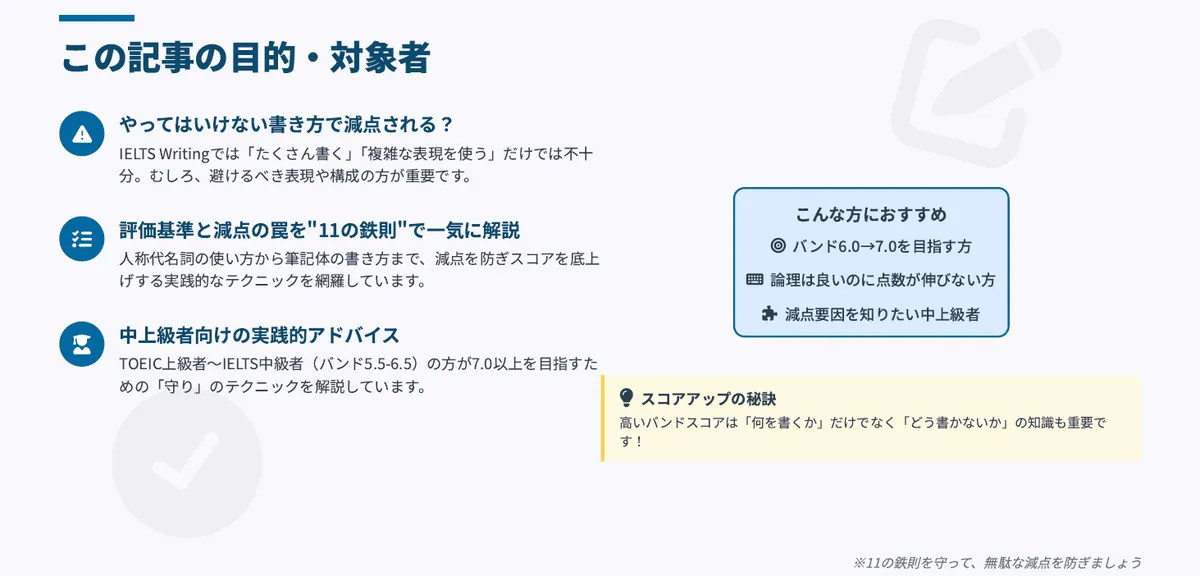 この記事の目的・対象者
やってはいけない書き方で減点される？
IELTS Writingでは「たくさん書く」「複雑な表現を使う」だけでは不十
分。むしろ、避けるべき表現や構成の方が重要です。
評価基準と減点の罠を"11の鉄則"で一気に解説
人称代名詞の使い方から筆記体の書き方まで、減点を防ぎスコアを底上
げする実践的なテクニックを網羅しています。
中上級者向けの実践的アドバイス
TOEIC上級者〜IELTS中級者（バンド5.5-6.5）の方が7.0以上を目指すた
めの「守り」のテクニックを解説しています。
こんな方におすすめ
バンド6.0→7.0を目指す方
論理は良いのに点数が伸びない方
減点要因を知りたい中上級者
スコアアップの秘訣
高いバンドスコアは「何を書くか」だけでなく「どう書かないか」の知識も重要で
す！
※11の鉄則を守って、無駄な減点を防ぎましょう